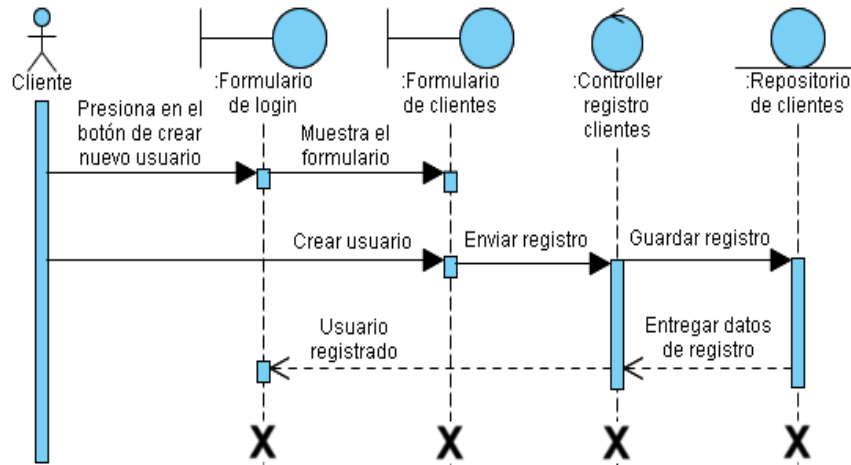 Cliente
:Formulario
de login
:Formulario
de clientes
:Controller
registro
clientes
:Repositorio
de clientes
Presiona en el
botón de crear
nuevo usuario
Muestra el
formulario
Crear usuario
Enviar registro
Guardar registro
Usuario
registrado
Entregar datos
de registro